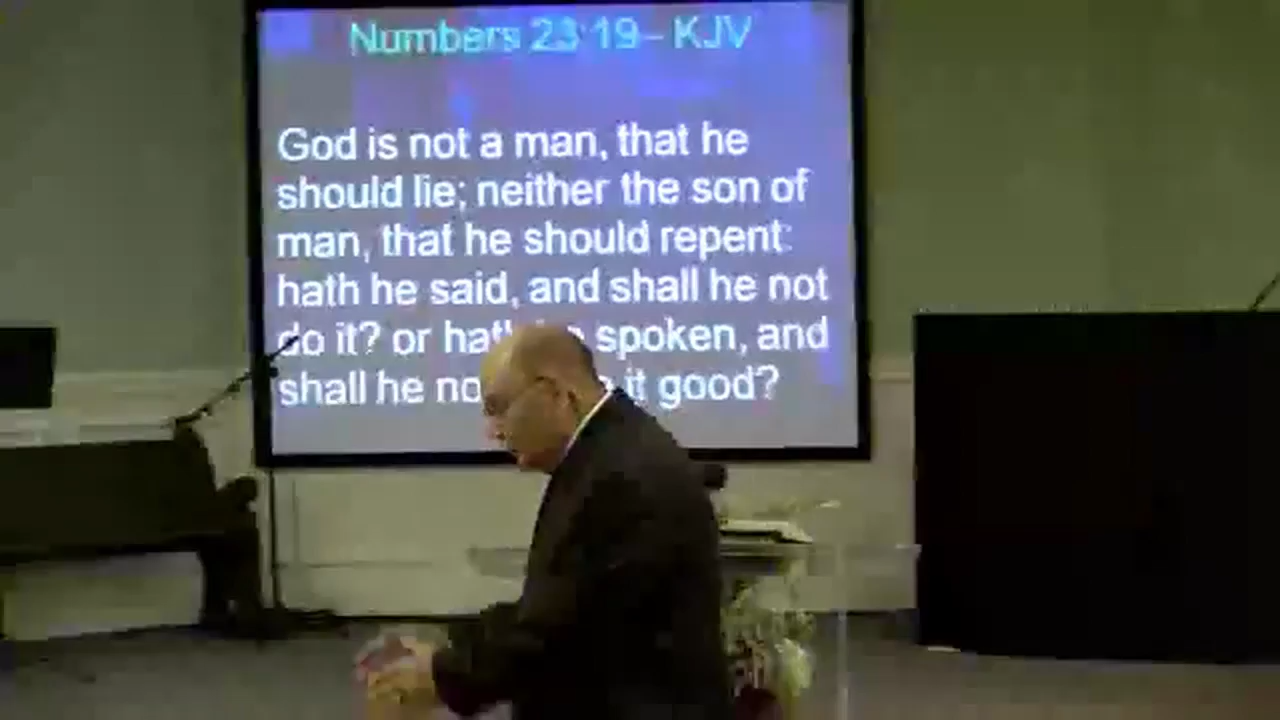 Numbers 23:19 - KJV
God is not a man, that he
should lie; neither the son of
man, that he should repent:
hath he said, and shall he not
do it? or spoken, and
shall he it good?